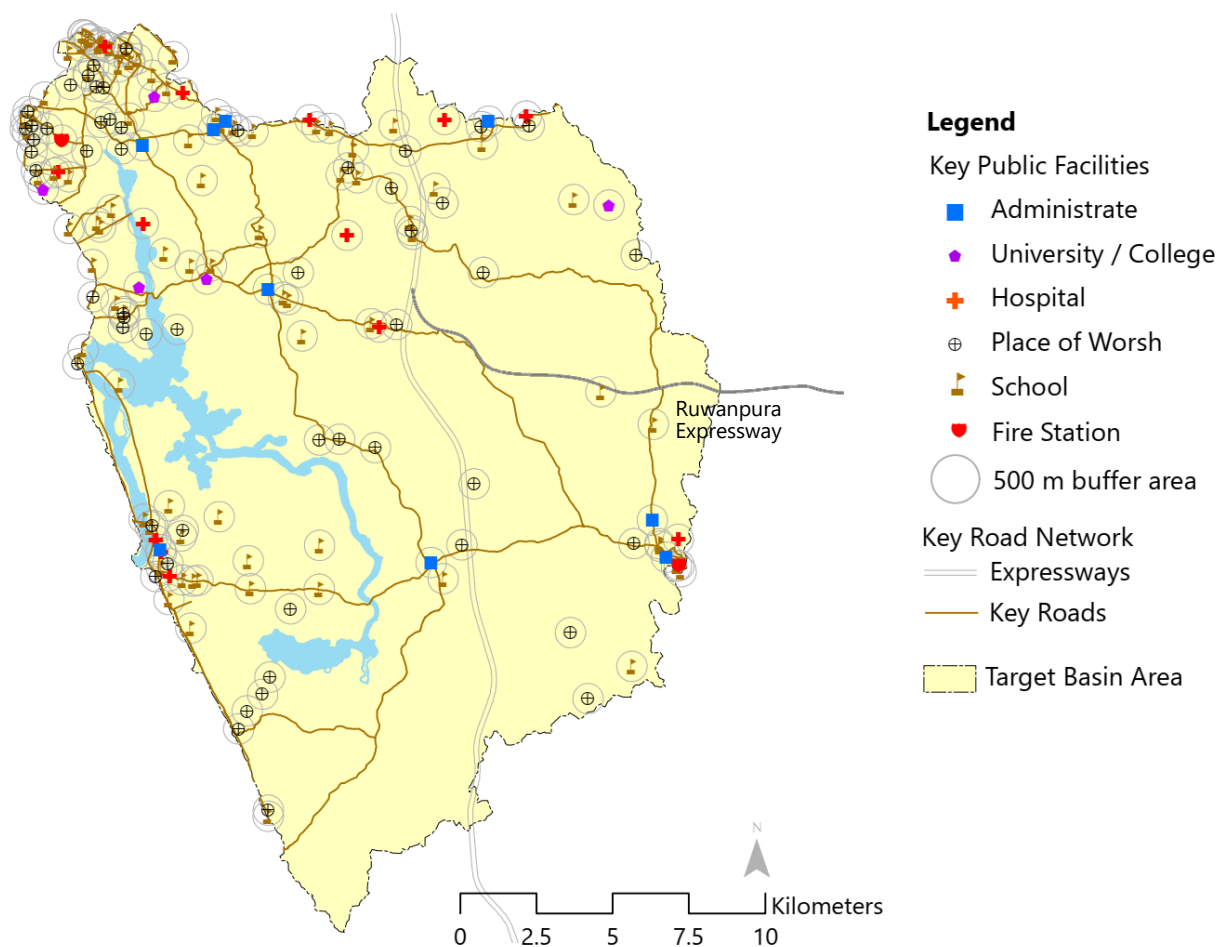 Legend
Key Public Facilities
Administrate
University / College
Hospital
Place of Worsh
School
Fire Station
500 m buffer area
Key Road Network
Expressways
Key Roads
Target Basin Area
Ruwanpura
Expressway
N
Kilometers
0 2.5 5 7.5 10